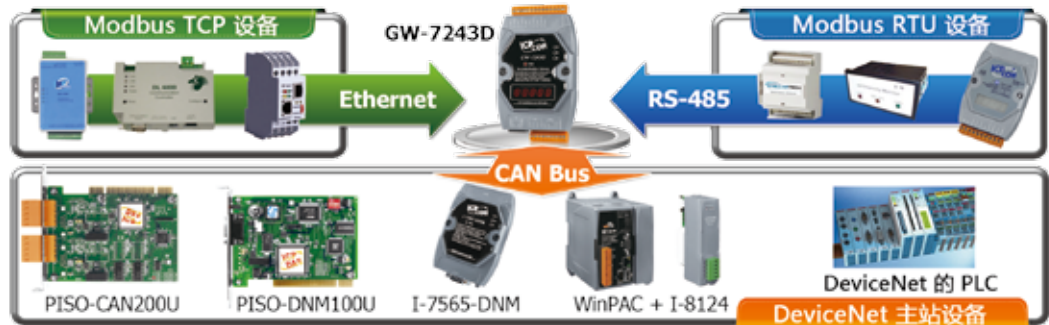 Modbus TCP 设备
GW-7243D
Modbus RTU 设备
Ethernet
RS-485
CAN Bus
PISO-CAN200U
PISO-DNM100U
I-7565-DNM
WinPAC + I-8124
DeviceNet 的 PLC
DeviceNet 主站设备